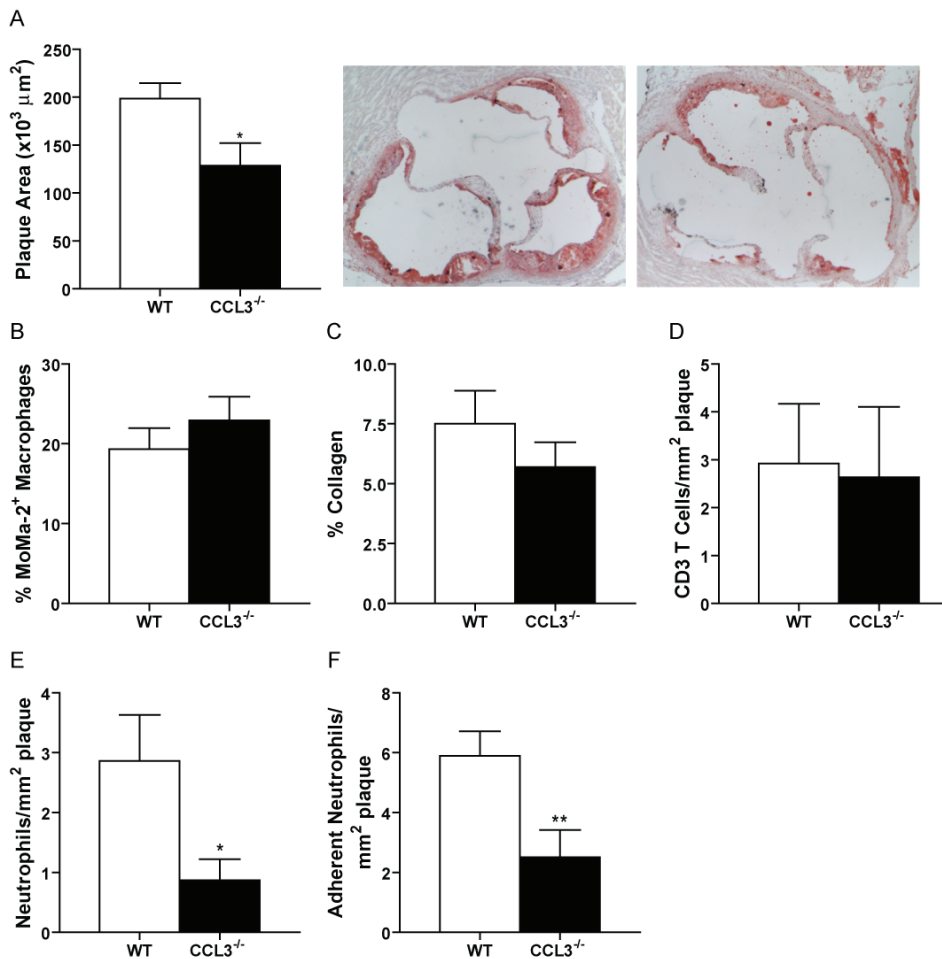 A
Plaque Area (x10³ μm²)
250
200
150
100
50
0
*
WT
CCL3⁻/⁻
B
% MoMa-2⁺ Macrophages
30
20
10
0
WT
CCL3⁻/⁻
C
% Collagen
10.0
7.5
5.0
2.5
0.0
WT
CCL3⁻/⁻
D
CD3 T Cells/mm² plaque
5
4
3
2
1
0
WT
CCL3⁻/⁻
E
Neutrophils/mm² plaque
4
3
2
1
0
*
WT
CCL3⁻/⁻
F
Adherent Neutrophils/
mm² plaque
8
6
4
2
0
**
WT
CCL3⁻/⁻